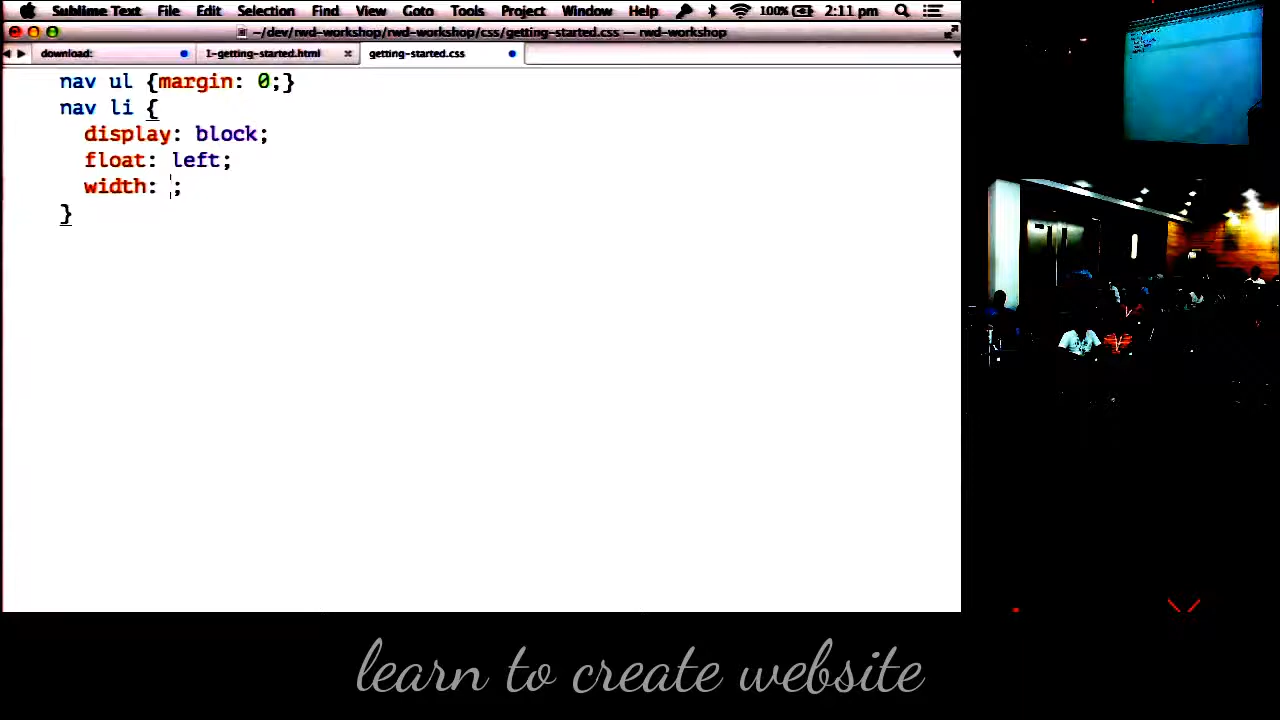 Sublime Text File Edit Selection Find View Goto Tools Project Window Help 100% 2:11 pm
~/dev/rwd-workshop/rwd-workshop/css/getting-started.css — rwd-workshop
download: 1-getting-started.html getting-started.css
nav ul {margin: 0;}
nav li {
display: block;
float: left;
width: ;
}
learn to create website